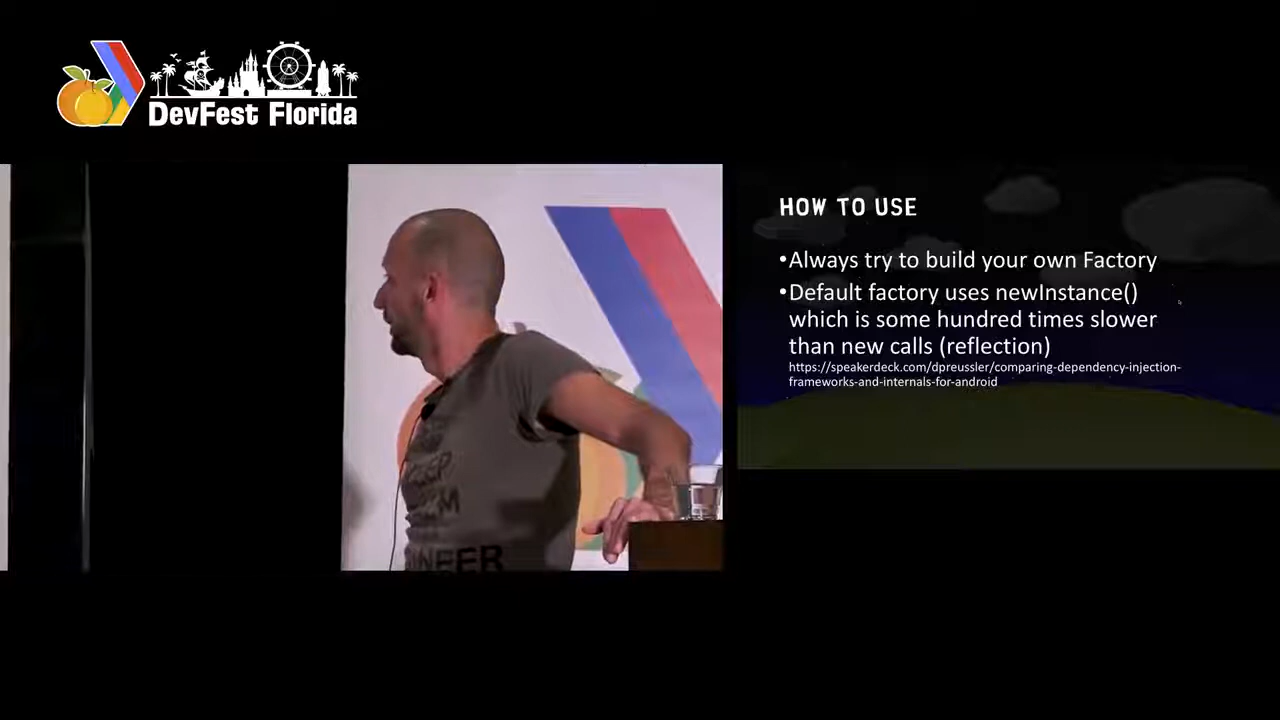 DevFest Florida
HOW TO USE
•Always try to build your own Factory
•Default factory uses newInstance()
which is some hundred times slower
than new calls (reflection)
https://speakerdeck.com/dpreussler/comparing-dependency-injection-
frameworks-and-internals-for-android